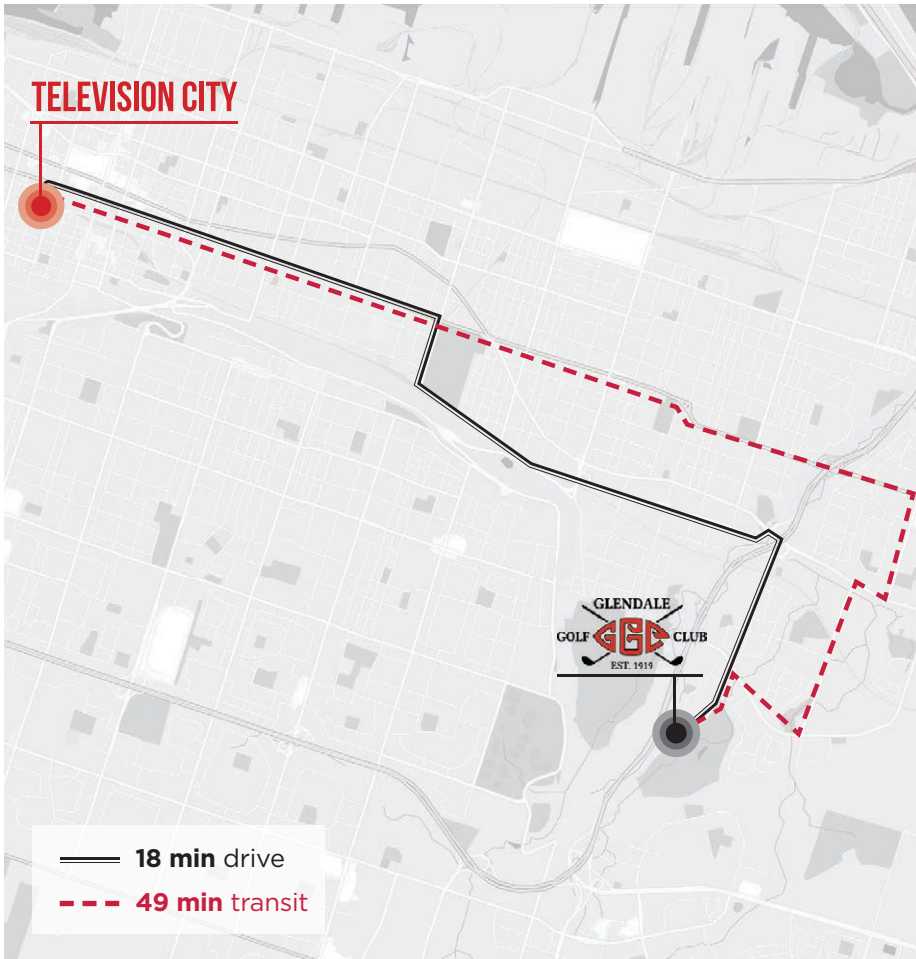 TELEVISION CITY
GLENDALE
GOLF GGC CLUB
EST. 1919
18 min drive
49 min transit